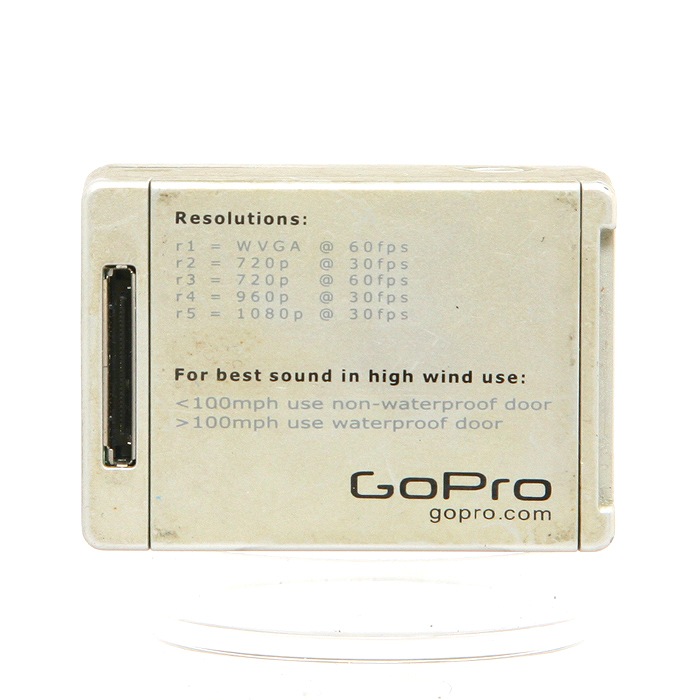 Resolutions:
r1 = WVGA @ 60fps
r2 = 720p @ 30fps
r3 = 720p @ 60fps
r4 = 960p @ 30fps
r5 = 1080p @ 30fps
For best sound in high wind use:
<100mph use non-waterproof door
>100mph use waterproof door
GoPro
gopro.com